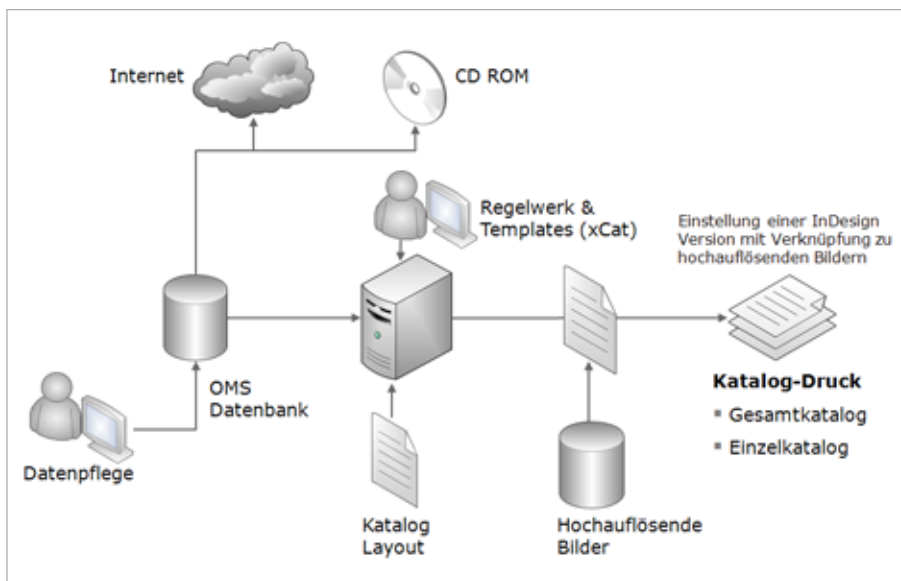 Internet
CD ROM
Regelwerk &
Templates (xCat)
Einstellung einer InDesign
Version mit Verknüpfung zu
hochauflösenden Bildern
OMS
Datenbank
Datenpflege
Katalog
Layout
Hochauflösende
Bilder
Katalog-Druck
▪ Gesamtkatalog
▪ Einzelkatalog